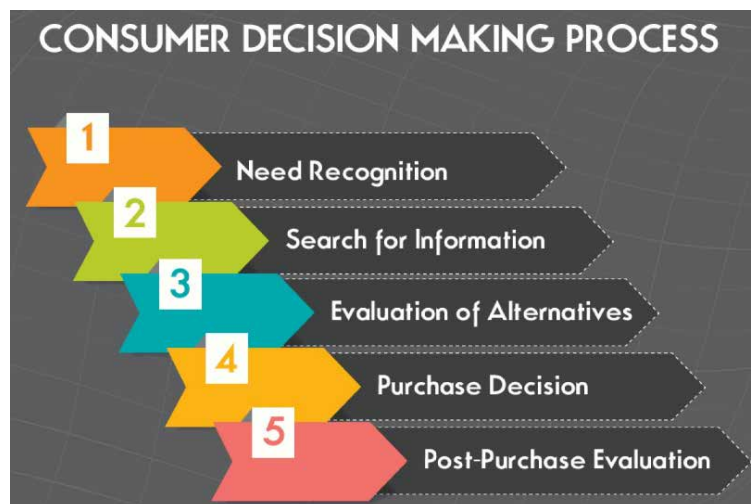 CONSUMER DECISION MAKING PROCESS
1
Need Recognition
2
Search for Information
3
Evaluation of Alternatives
4
Purchase Decision
5
Post-Purchase Evaluation